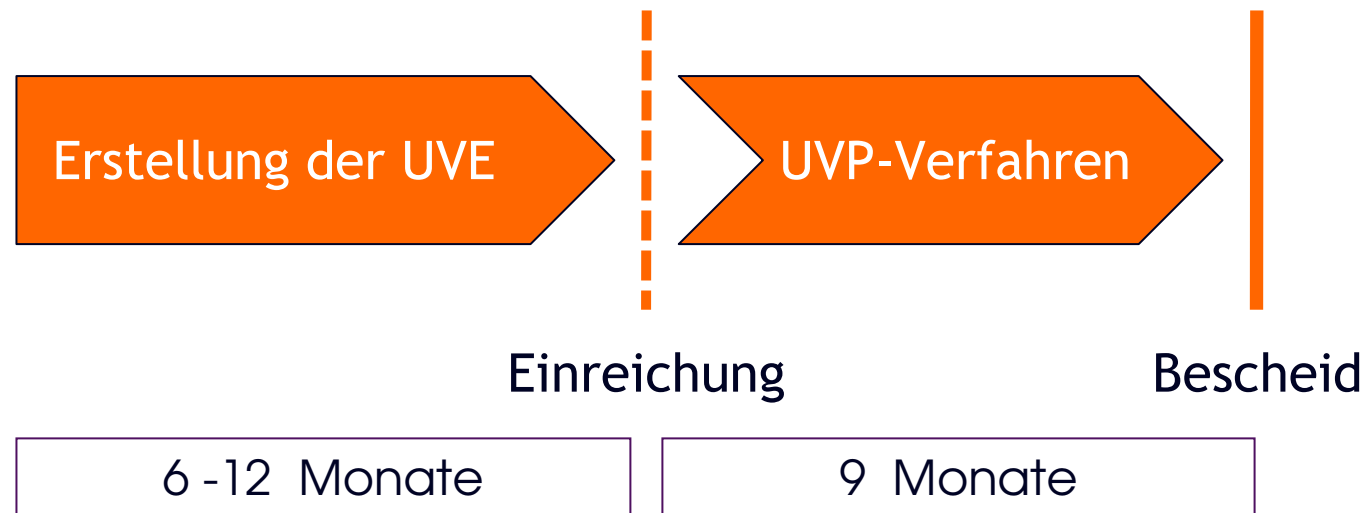 Erstellung der UVE
UVP-Verfahren
Einreichung
Bescheid
6 -12 Monate
9 Monate